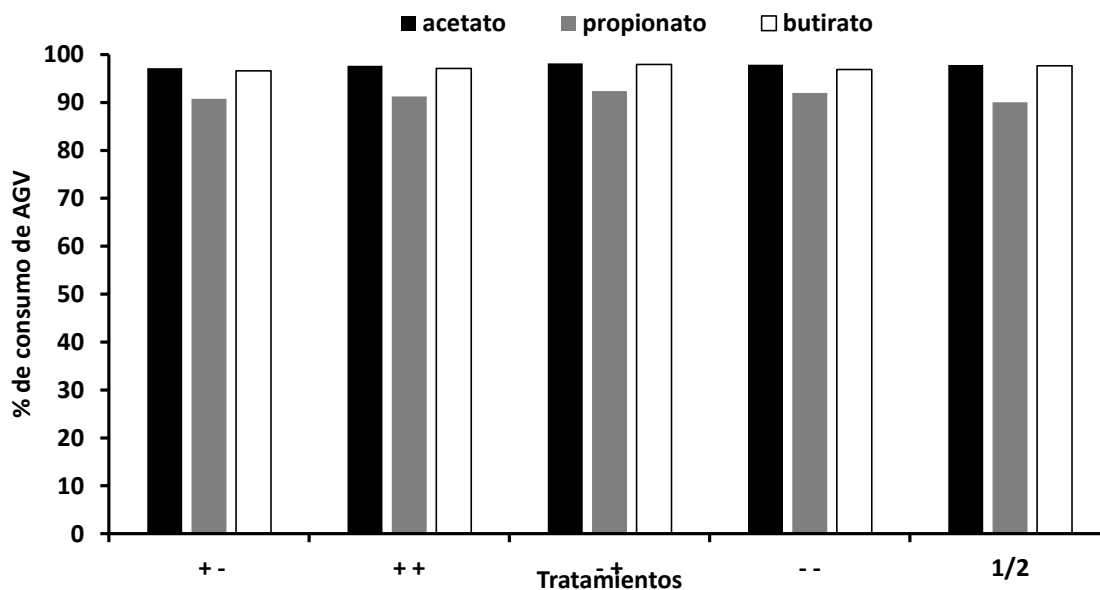 acetato propionato butirato
% de consumo de AGV
100
90
80
70
60
50
40
30
20
10
0
+ - + + - + - - 1/2
Tratamientos